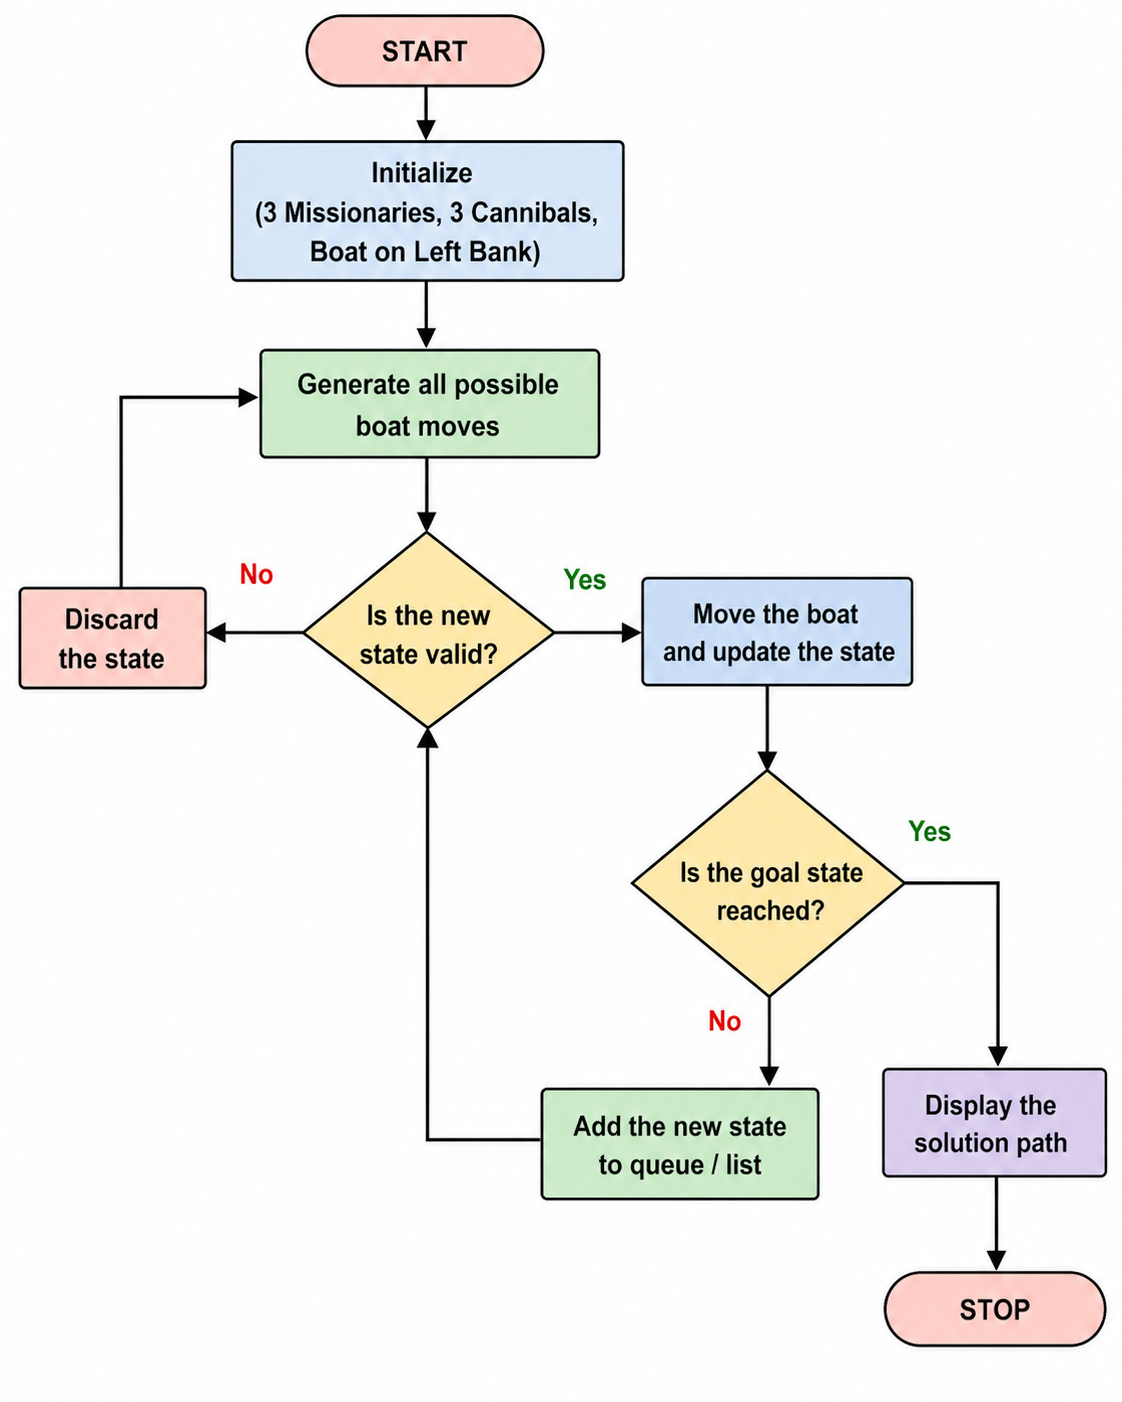 START
Initialize
(3 Missionaries, 3 Cannibals,
Boat on Left Bank)
Generate all possible
boat moves
No
Yes
Discard
the state
Is the new
state valid?
Move the boat
and update the state
Yes
Is the goal state
reached?
No
Add the new state
to queue / list
Display the
solution path
STOP